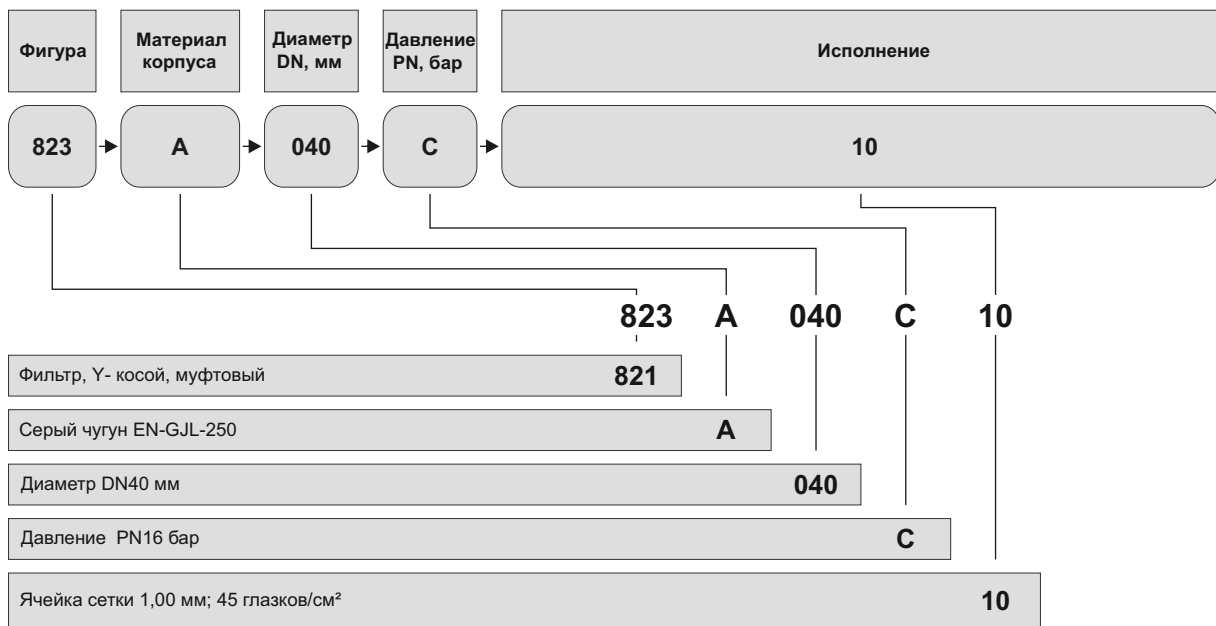 Фигура
Материал
корпуса
Диаметр
DN, мм
Давление
PN, бар
Исполнение
823
A
040
C
10
823 A 040 C 10
Фильтр, Y- косой, муфтовый 821
Серый чугун EN-GJL-250 A
Диаметр DN40 мм 040
Давление PN16 бар C
Ячейка сетки 1,00 мм; 45 глазков/см² 10